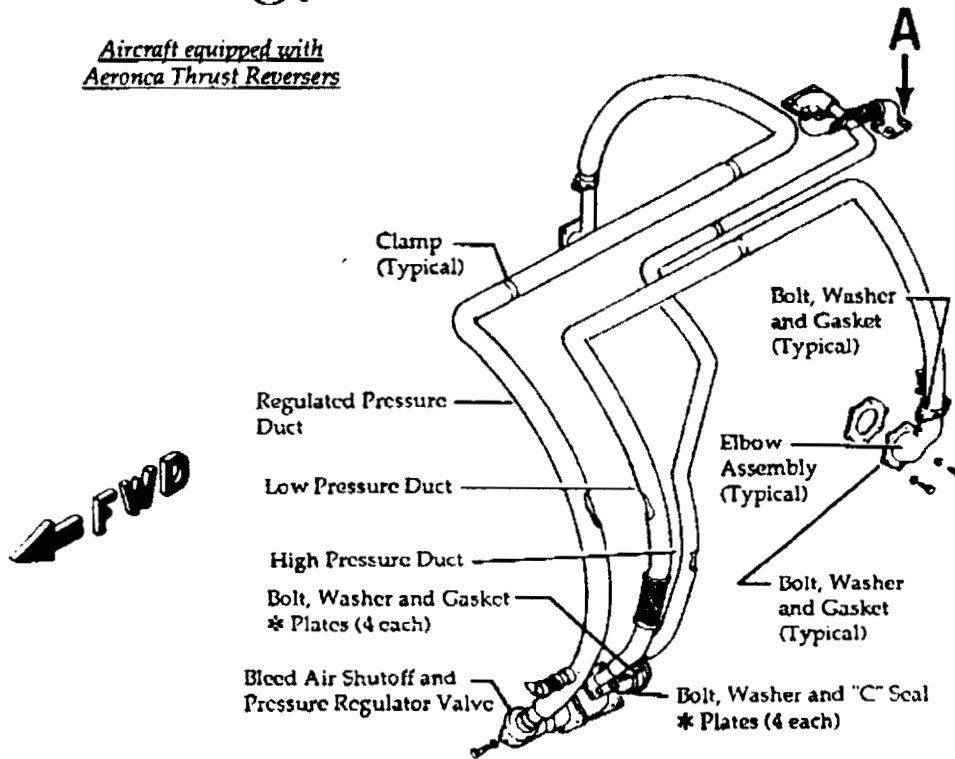 Aircraft equipped with
Aeronca Thrust Reversers
A
Clamp
(Typical)
Bolt, Washer
and Gasket
(Typical)
Regulated Pressure
Duct
Elbow
Assembly
(Typical)
FWD
Low Pressure Duct
High Pressure Duct
Bolt, Washer and Gasket
* Plates (4 each)
Bolt, Washer
and Gasket
(Typical)
Bleed Air Shutoff and
Pressure Regulator Valve
Bolt, Washer and "C" Seal
* Plates (4 each)